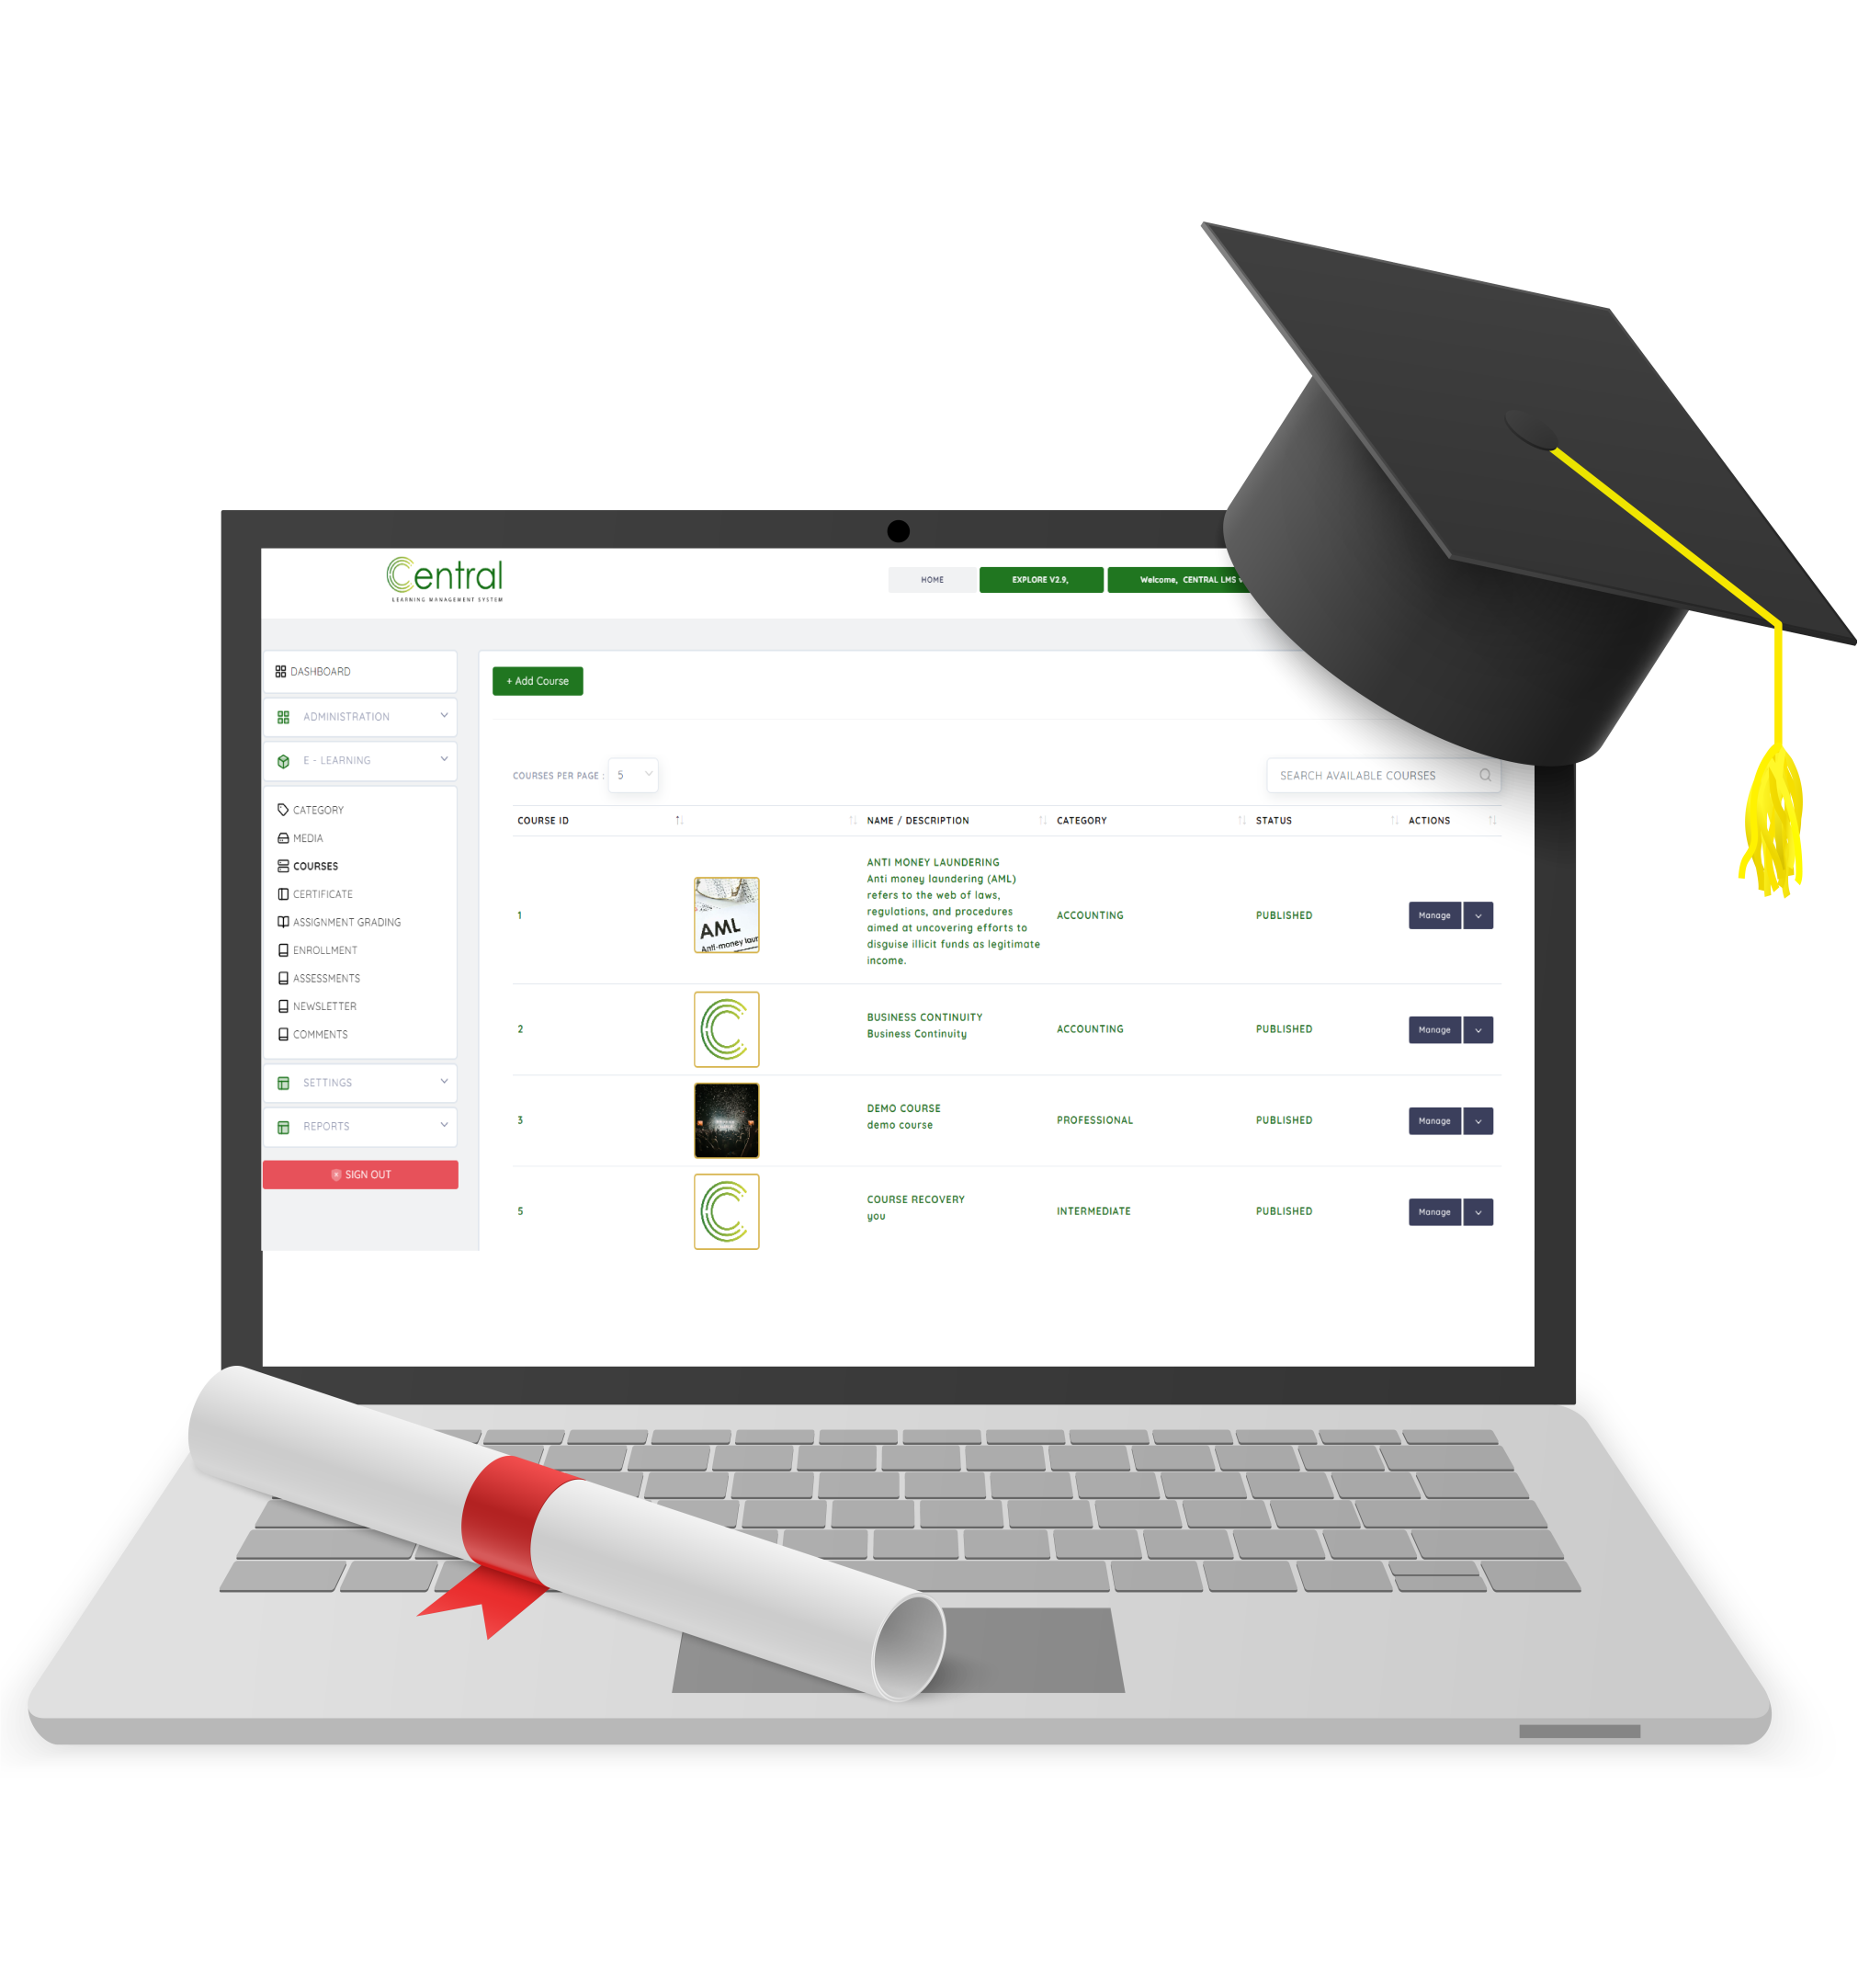 Central
LEARNING MANAGEMENT SYSTEM
HOME
EXPLORE V2.9,
Welcome, CENTRAL LMS
DASHBOARD
ADMINISTRATION
E - LEARNING
CATEGORY
MEDIA
COURSES
CERTIFICATE
ASSIGNMENT GRADING
ENROLLMENT
ASSESSMENTS
NEWSLETTER
COMMENTS
SETTINGS
REPORTS
SIGN OUT
+ Add Course
COURSES PER PAGE : 5
SEARCH AVAILABLE COURSES
COURSE ID NAME / DESCRIPTION CATEGORY STATUS ACTIONS
1
AML
Anti-money
ANTI MONEY LAUNDERING
Anti money laundering (AML)
refers to the web of laws,
regulations, and procedures
aimed at uncovering efforts to
disguise illicit funds as legitimate
income.
ACCOUNTING
PUBLISHED
Manage
2
BUSINESS CONTINUITY
Business Continuity
ACCOUNTING
PUBLISHED
Manage
3
DEMO COURSE
demo course
PROFESSIONAL
PUBLISHED
Manage
5
COURSE RECOVERY
you
INTERMEDIATE
PUBLISHED
Manage